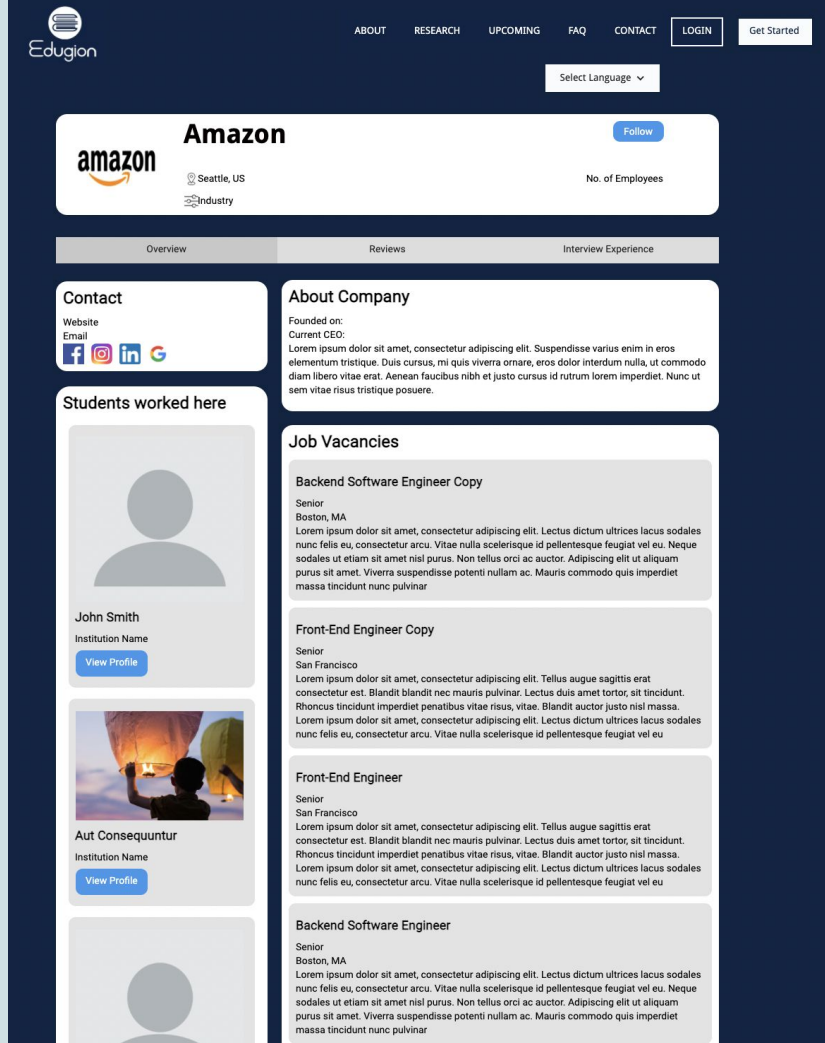 Edugion
ABOUT RESEARCH UPCOMING FAQ CONTACT LOGIN Get Started
Select Language
amazon
Amazon
Follow
Seattle, US
No. of Employees
Industry
Overview Reviews Interview Experience
Contact
Website
Email
Students worked here
John Smith
Institution Name
View Profile
Aut Consequuntur
Institution Name
View Profile
About Company
Founded on:
Current CEO:
Lorem ipsum dolor sit amet, consectetur adipiscing elit. Suspendisse varius enim in eros
elementum tristique. Duis cursus, mi quis viverra ornare, eros dolor interdum nulla, ut commodo
diam libero vitae erat. Aenean faucibus nibh et justo cursus id rutrum lorem imperdiet. Nunc ut
sem vitae risus tristique posuere.
Job Vacancies
Backend Software Engineer Copy
Senior
Boston, MA
Lorem ipsum dolor sit amet, consectetur adipiscing elit. Lectus dictum ultrices lacus sodales
nunc felis eu, consectetur arcu. Vitae nulla scelerisque id pellentesque feugiat vel eu. Neque
sodales ut etiam sit amet nisl purus. Non tellus orci ac auctor. Adipiscing elit ut aliquam
purus sit amet. Viverra suspendisse potenti nullam ac. Mauris commodo quis imperdiet
massa tincidunt nunc pulvinar
Front-End Engineer Copy
Senior
San Francisco
Lorem ipsum dolor sit amet, consectetur adipiscing elit. Tellus augue sagittis erat
consectetur est. Blandit blandit nec mauris pulvinar. Lectus duis amet tortor, sit tincidunt.
Rhoncus tincidunt imperdiet penatibus vitae risus, vitae. Blandit auctor justo nisl massa.
Lorem ipsum dolor sit amet, consectetur adipiscing elit. Lectus dictum ultrices lacus sodales
nunc felis eu, consectetur arcu. Vitae nulla scelerisque id pellentesque feugiat vel eu
Front-End Engineer
Senior
San Francisco
Lorem ipsum dolor sit amet, consectetur adipiscing elit. Tellus augue sagittis erat
consectetur est. Blandit blandit nec mauris pulvinar. Lectus duis amet tortor, sit tincidunt.
Rhoncus tincidunt imperdiet penatibus vitae risus, vitae. Blandit auctor justo nisl massa.
Lorem ipsum dolor sit amet, consectetur adipiscing elit. Lectus dictum ultrices lacus sodales
nunc felis eu, consectetur arcu. Vitae nulla scelerisque id pellentesque feugiat vel eu
Backend Software Engineer
Senior
Boston, MA
Lorem ipsum dolor sit amet, consectetur adipiscing elit. Lectus dictum ultrices lacus sodales
nunc felis eu, consectetur arcu. Vitae nulla scelerisque id pellentesque feugiat vel eu. Neque
sodales ut etiam sit amet nisl purus. Non tellus orci ac auctor. Adipiscing elit ut aliquam
purus sit amet. Viverra suspendisse potenti nullam ac. Mauris commodo quis imperdiet
massa tincidunt nunc pulvinar